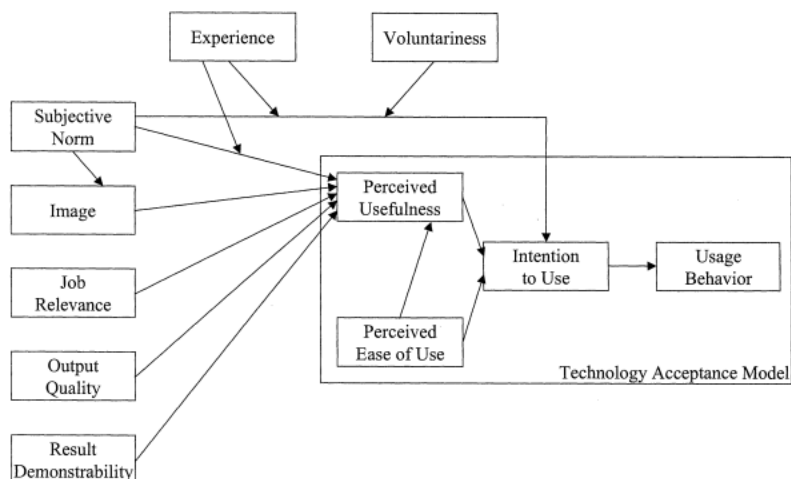 Experience
Voluntariness
Subjective
Norm
Image
Job
Relevance
Output
Quality
Result
Demonstrability
Perceived
Usefulness
Perceived
Ease of Use
Intention
to Use
Usage
Behavior
Technology Acceptance Model